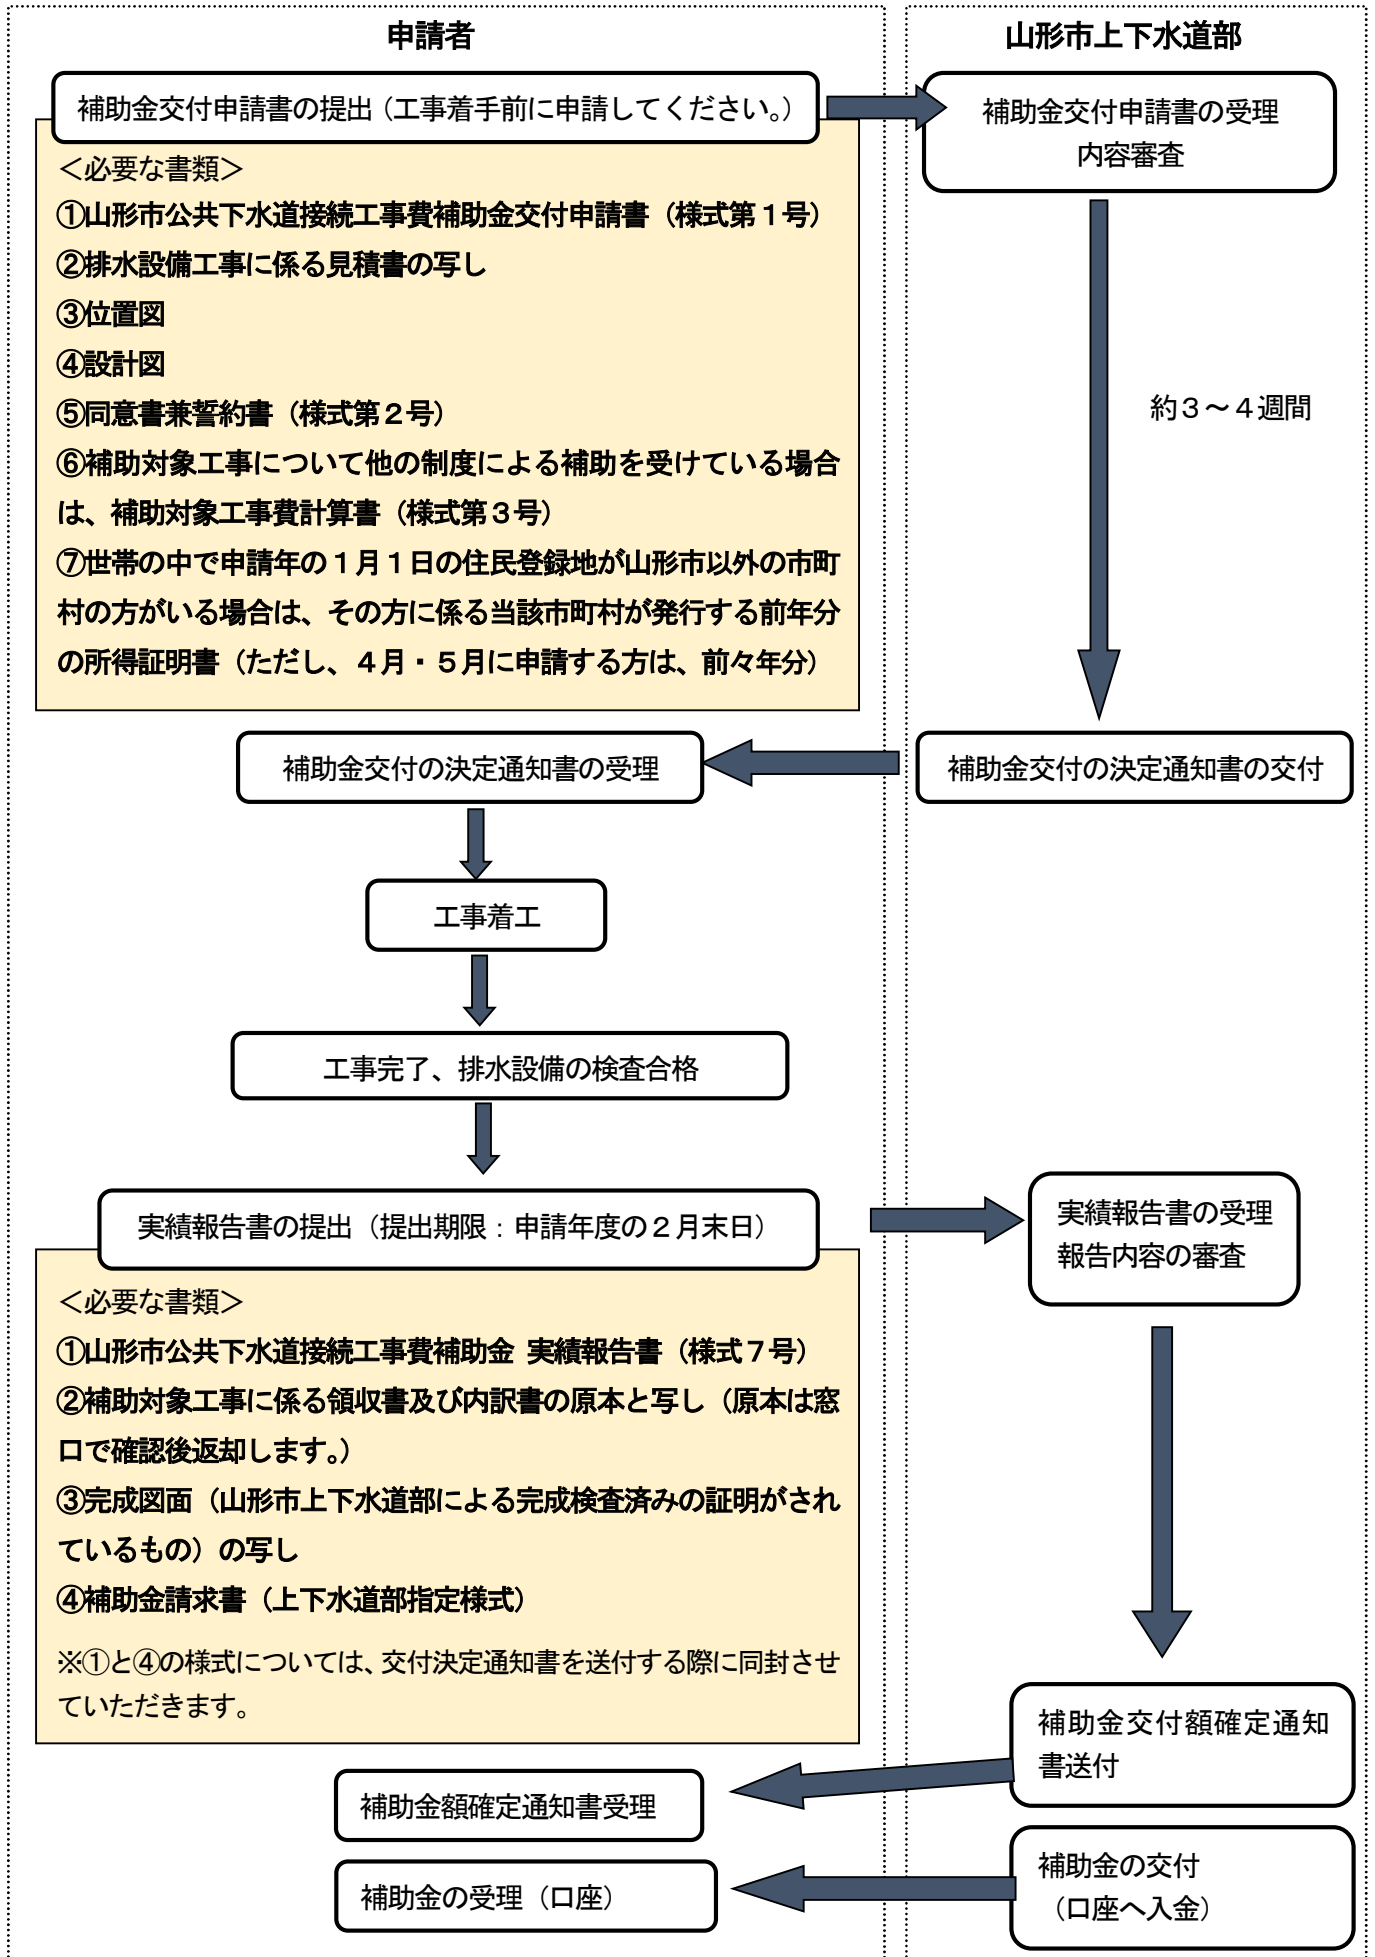 申請者
山形市上下水道部
補助金交付申請書の提出（工事着手前に申請してください。）
補助金交付申請書の受理
内容審査
＜必要な書類＞
①山形市公共下水道接続工事費補助金交付申請書（様式第１号）
②排水設備工事に係る見積書の写し
③位置図
④設計図
⑤同意書兼誓約書（様式第２号）
⑥補助対象工事について他の制度による補助を受けている場合
は、補助対象工事費計算書（様式第３号）
⑦世帯の中で申請年の１月１日の住民登録地が山形市以外の市町
村の方がいる場合は、その方に係る当該市町村が発行する前年分
の所得証明書（ただし、４月・５月に申請する方は、前々年分）
約３～４週間
補助金交付の決定通知書の受理
補助金交付の決定通知書の交付
工事着工
工事完了、排水設備の検査合格
実績報告書の提出（提出期限：申請年度の２月末日）
実績報告書の受理
報告内容の審査
＜必要な書類＞
①山形市公共下水道接続工事費補助金 実績報告書（様式７号）
②補助対象工事に係る領収書及び内訳書の原本と写し（原本は窓
口で確認後返却します。）
③完成図面（山形市上下水道部による完成検査済みの証明がされ
ているもの）の写し
④補助金請求書（上下水道部指定様式）
※①と④の様式については、交付決定通知書を送付する際に同封させ
ていただきます。
補助金交付額確定通知
書送付
補助金額確定通知書受理
補助金の交付
（口座へ入金）
補助金の受理（口座）